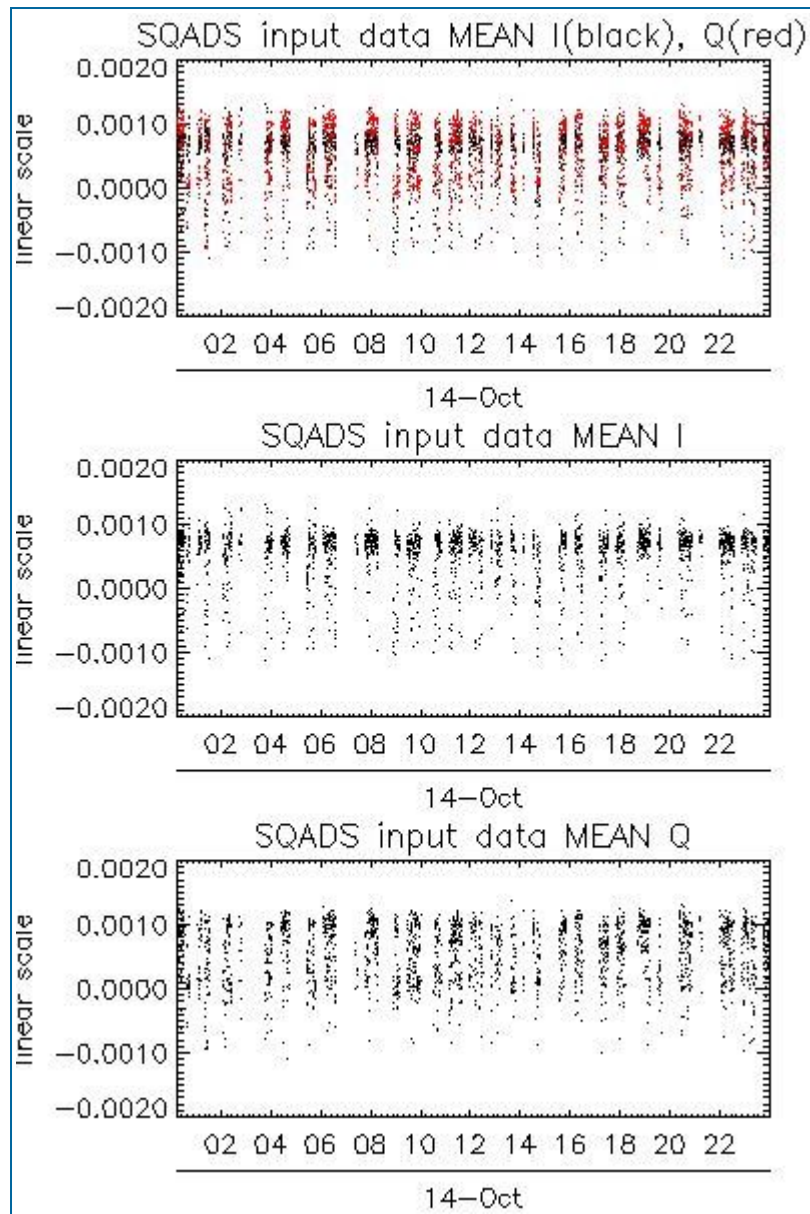 SQADS input data MEAN I(black), Q(red)
linear scale
0.0020
0.0010
0.0000
−0.0010
−0.0020
02 04 06 08 10 12 14 16 18 20 22
14−Oct
SQADS input data MEAN I
linear scale
0.0020
0.0010
0.0000
−0.0010
−0.0020
02 04 06 08 10 12 14 16 18 20 22
14−Oct
SQADS input data MEAN Q
linear scale
0.0020
0.0010
0.0000
−0.0010
−0.0020
02 04 06 08 10 12 14 16 18 20 22
14−Oct